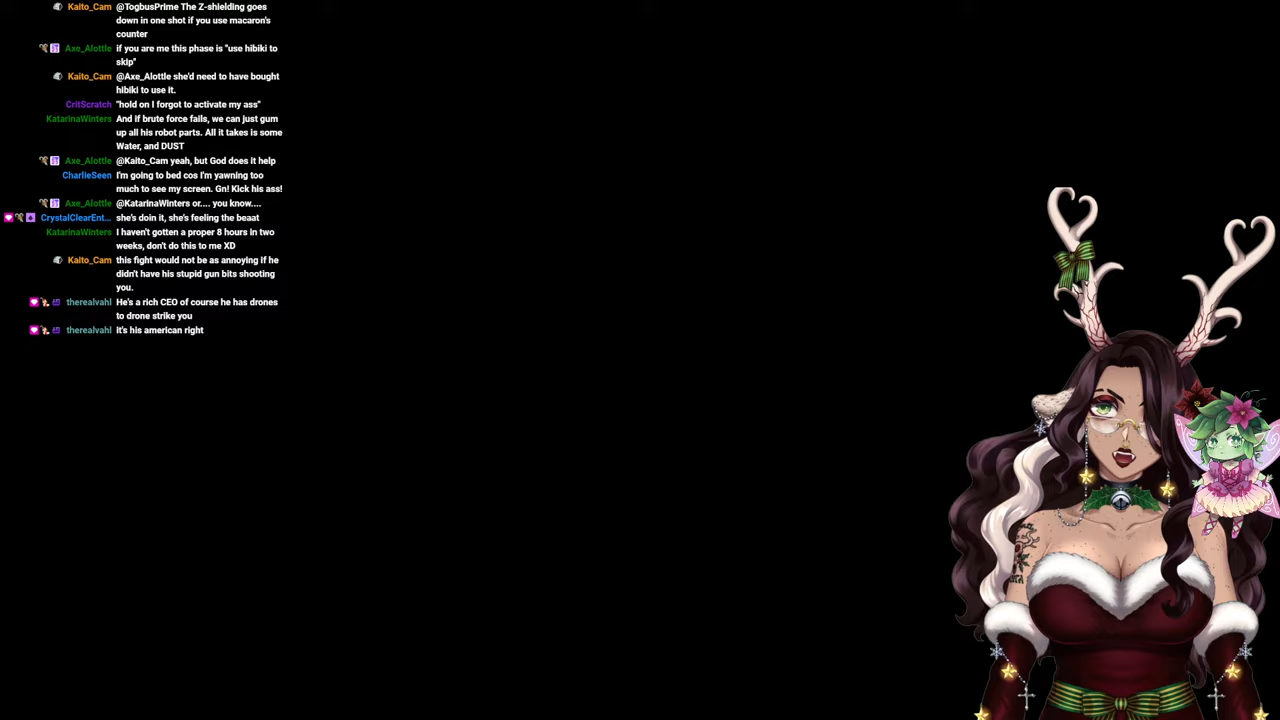 Kaito_Cam @TogbusPrime The Z-shielding goes
down in one shot if you use macaron's
counter
Axe_Alottle if you are me this phase is "use hibiki to
skip"
Kaito_Cam @Axe_Alottle she'd need to have bought
hibiki to use it.
CritScratch "hold on I forgot to activate my ass"
KatarinaWinters And if brute force fails, we can just gum
up all his robot parts. All it takes is some
Water, and DUST
Axe_Alottle @Kaito_Cam yeah, but God does it help
CharlieSeen I'm going to bed cos I'm yawning too
much to see my screen. Gn! Kick his ass!
Axe_Alottle @KatarinaWInters or.... you know....
CrystalClearEnt... she's doin it, she's feeling the beaat
KatarinaWinters I haven't gotten a proper 8 hours in two
weeks, don't do this to me XD
Kaito_Cam this fight would not be as annoying if he
didn't have his stupid gun bits shooting
you.
therealvahl He's a rich CEO of course he has drones
to drone strike you
therealvahl it's his american right